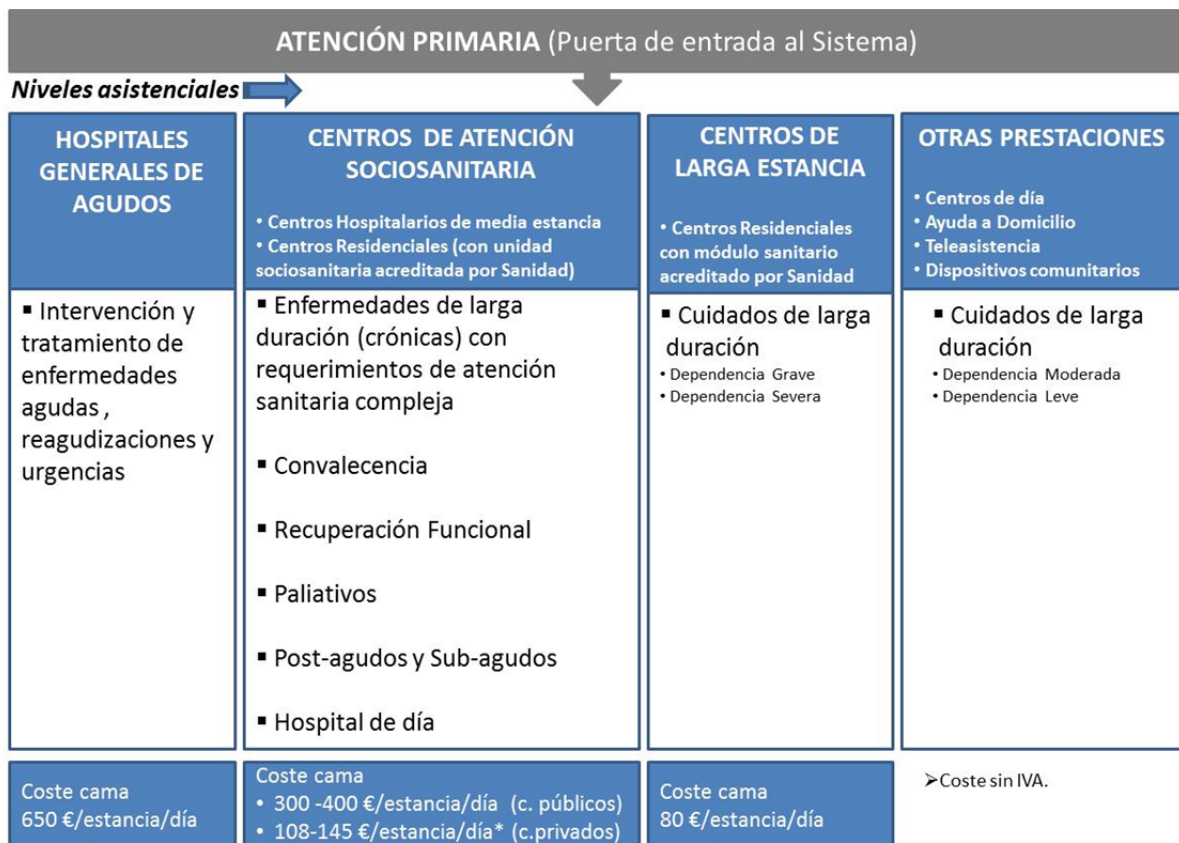 ATENCIÓN PRIMARIA (Puerta de entrada al Sistema)
Niveles asistenciales
HOSPITALES
GENERALES DE
AGUDOS
▪ Intervención y
tratamiento de
enfermedades
agudas ,
reagudizaciones y
urgencias
Coste cama
650 €/estancia/día
CENTROS DE ATENCIÓN
SOCIOSANITARIA
• Centros Hospitalarios de media estancia
• Centros Residenciales (con unidad
sociosanitaria acreditada por Sanidad)
▪ Enfermedades de larga
duración (crónicas) con
requerimientos de atención
sanitaria compleja
▪ Convalecencia
▪ Recuperación Funcional
▪ Paliativos
▪ Post-agudos y Sub-agudos
▪ Hospital de día
Coste cama
• 300 -400 €/estancia/día (c. públicos)
• 108-145 €/estancia/día* (c.privados)
CENTROS DE
LARGA ESTANCIA
• Centros Residenciales
con módulo sanitario
acreditado por Sanidad
▪ Cuidados de larga
duración
• Dependencia Grave
• Dependencia Severa
Coste cama
80 €/estancia/día
OTRAS PRESTACIONES
• Centros de día
• Ayuda a Domicilio
• Teleasistencia
• Dispositivos comunitarios
▪ Cuidados de larga
duración
• Dependencia Moderada
• Dependencia Leve
➢Coste sin IVA.